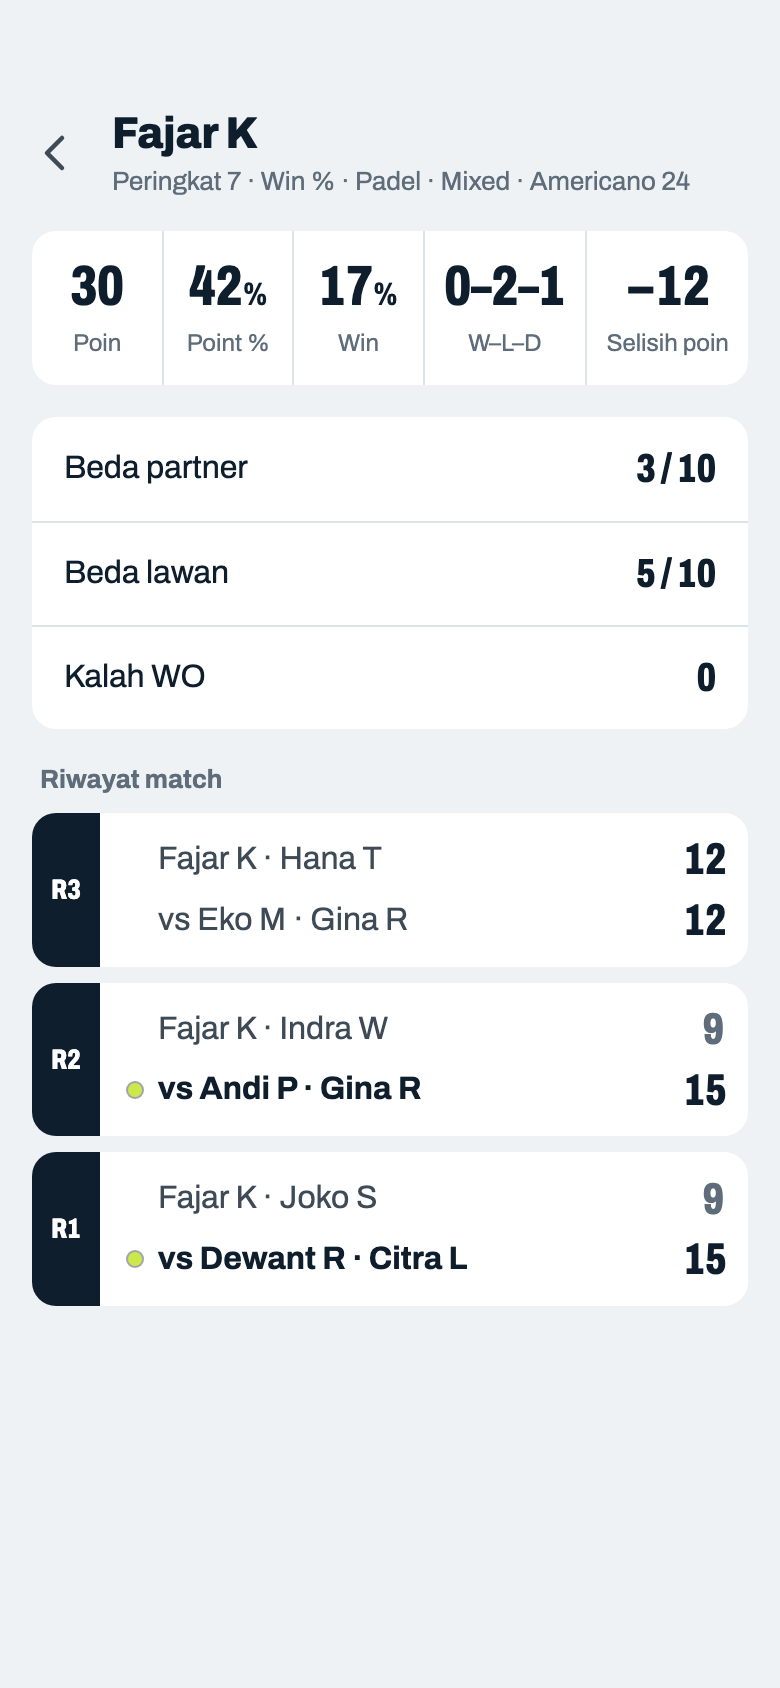 Fajar K
Peringkat 7 · Win % · Padel · Mixed · Americano 24
30 42% 17% 0–2–1 –12
Poin Point % Win W–L–D Selisih poin
Beda partner 3/10
Beda lawan 5/10
Kalah WO 0
Riwayat match
R3
Fajar K · Hana T 12
vs Eko M · Gina R 12
R2
Fajar K · Indra W 9
vs Andi P · Gina R 15
R1
Fajar K · Joko S 9
vs Dewant R · Citra L 15